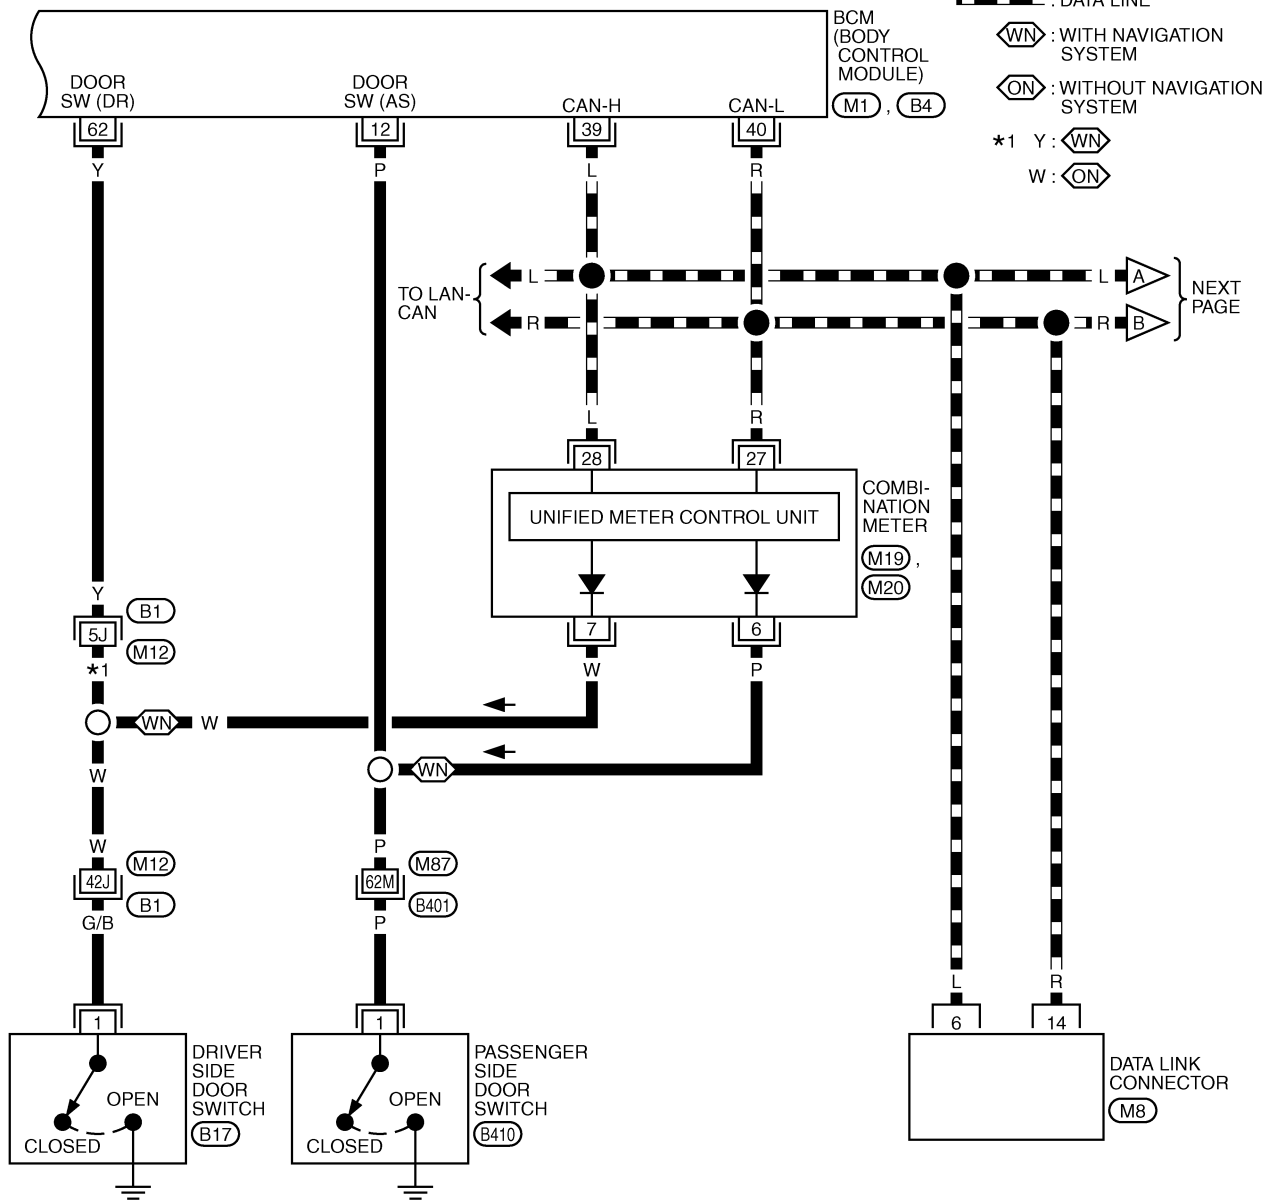 : DATA LINE
BCM
(BODY
CONTROL
MODULE)
M1 , B4
WN : WITH NAVIGATION
SYSTEM
ON : WITHOUT NAVIGATION
SYSTEM
*1 Y : WN
W : ON
DOOR
SW (DR)
DOOR
SW (AS)
CAN-H
CAN-L
62
12
39
40
Y
P
L
R
TO LAN-
CAN
L
R
L
R
A
B
NEXT
PAGE
L
R
28
27
UNIFIED METER CONTROL UNIT
COMBI-
NATION
METER
M19 ,
M20
7
6
W
P
Y
B1
5J
M12
*1
WN
W
WN
W
W
P
M12
42J
B1
M87
62M
B401
G/B
P
L
R
1
1
6
14
DRIVER
SIDE
DOOR
SWITCH
B17
OPEN
CLOSED
PASSENGER
SIDE
DOOR
SWITCH
B410
OPEN
CLOSED
DATA LINK
CONNECTOR
M8